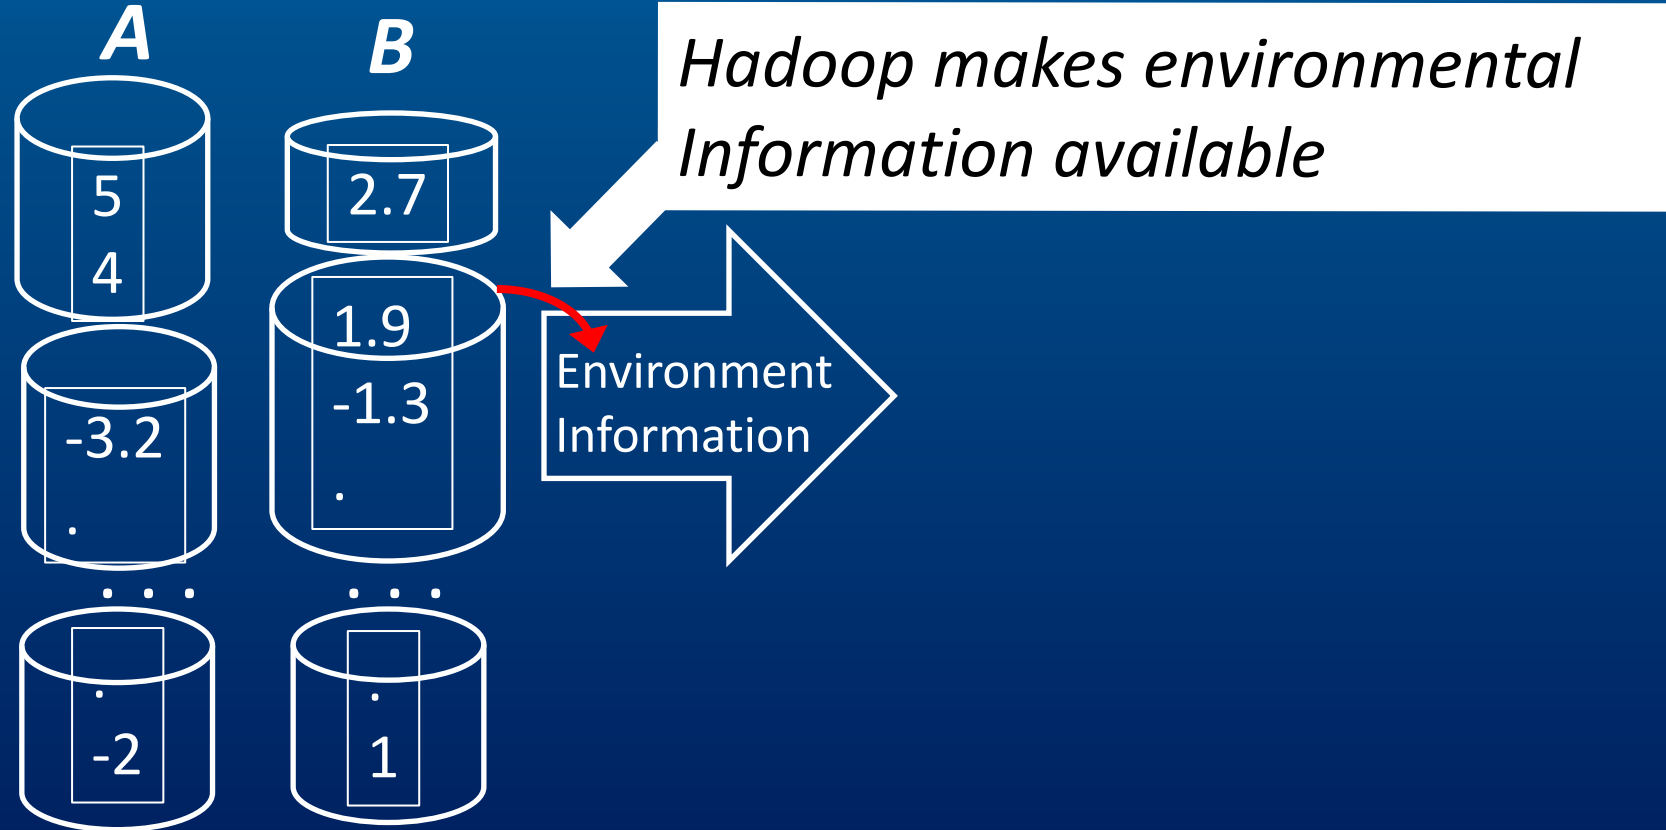 A
B
Hadoop makes environmental
Information available
5
4
-3.2
.
. . .
.
-2
2.7
1.9
-1.3
.
. . .
.
1
Environment
Information